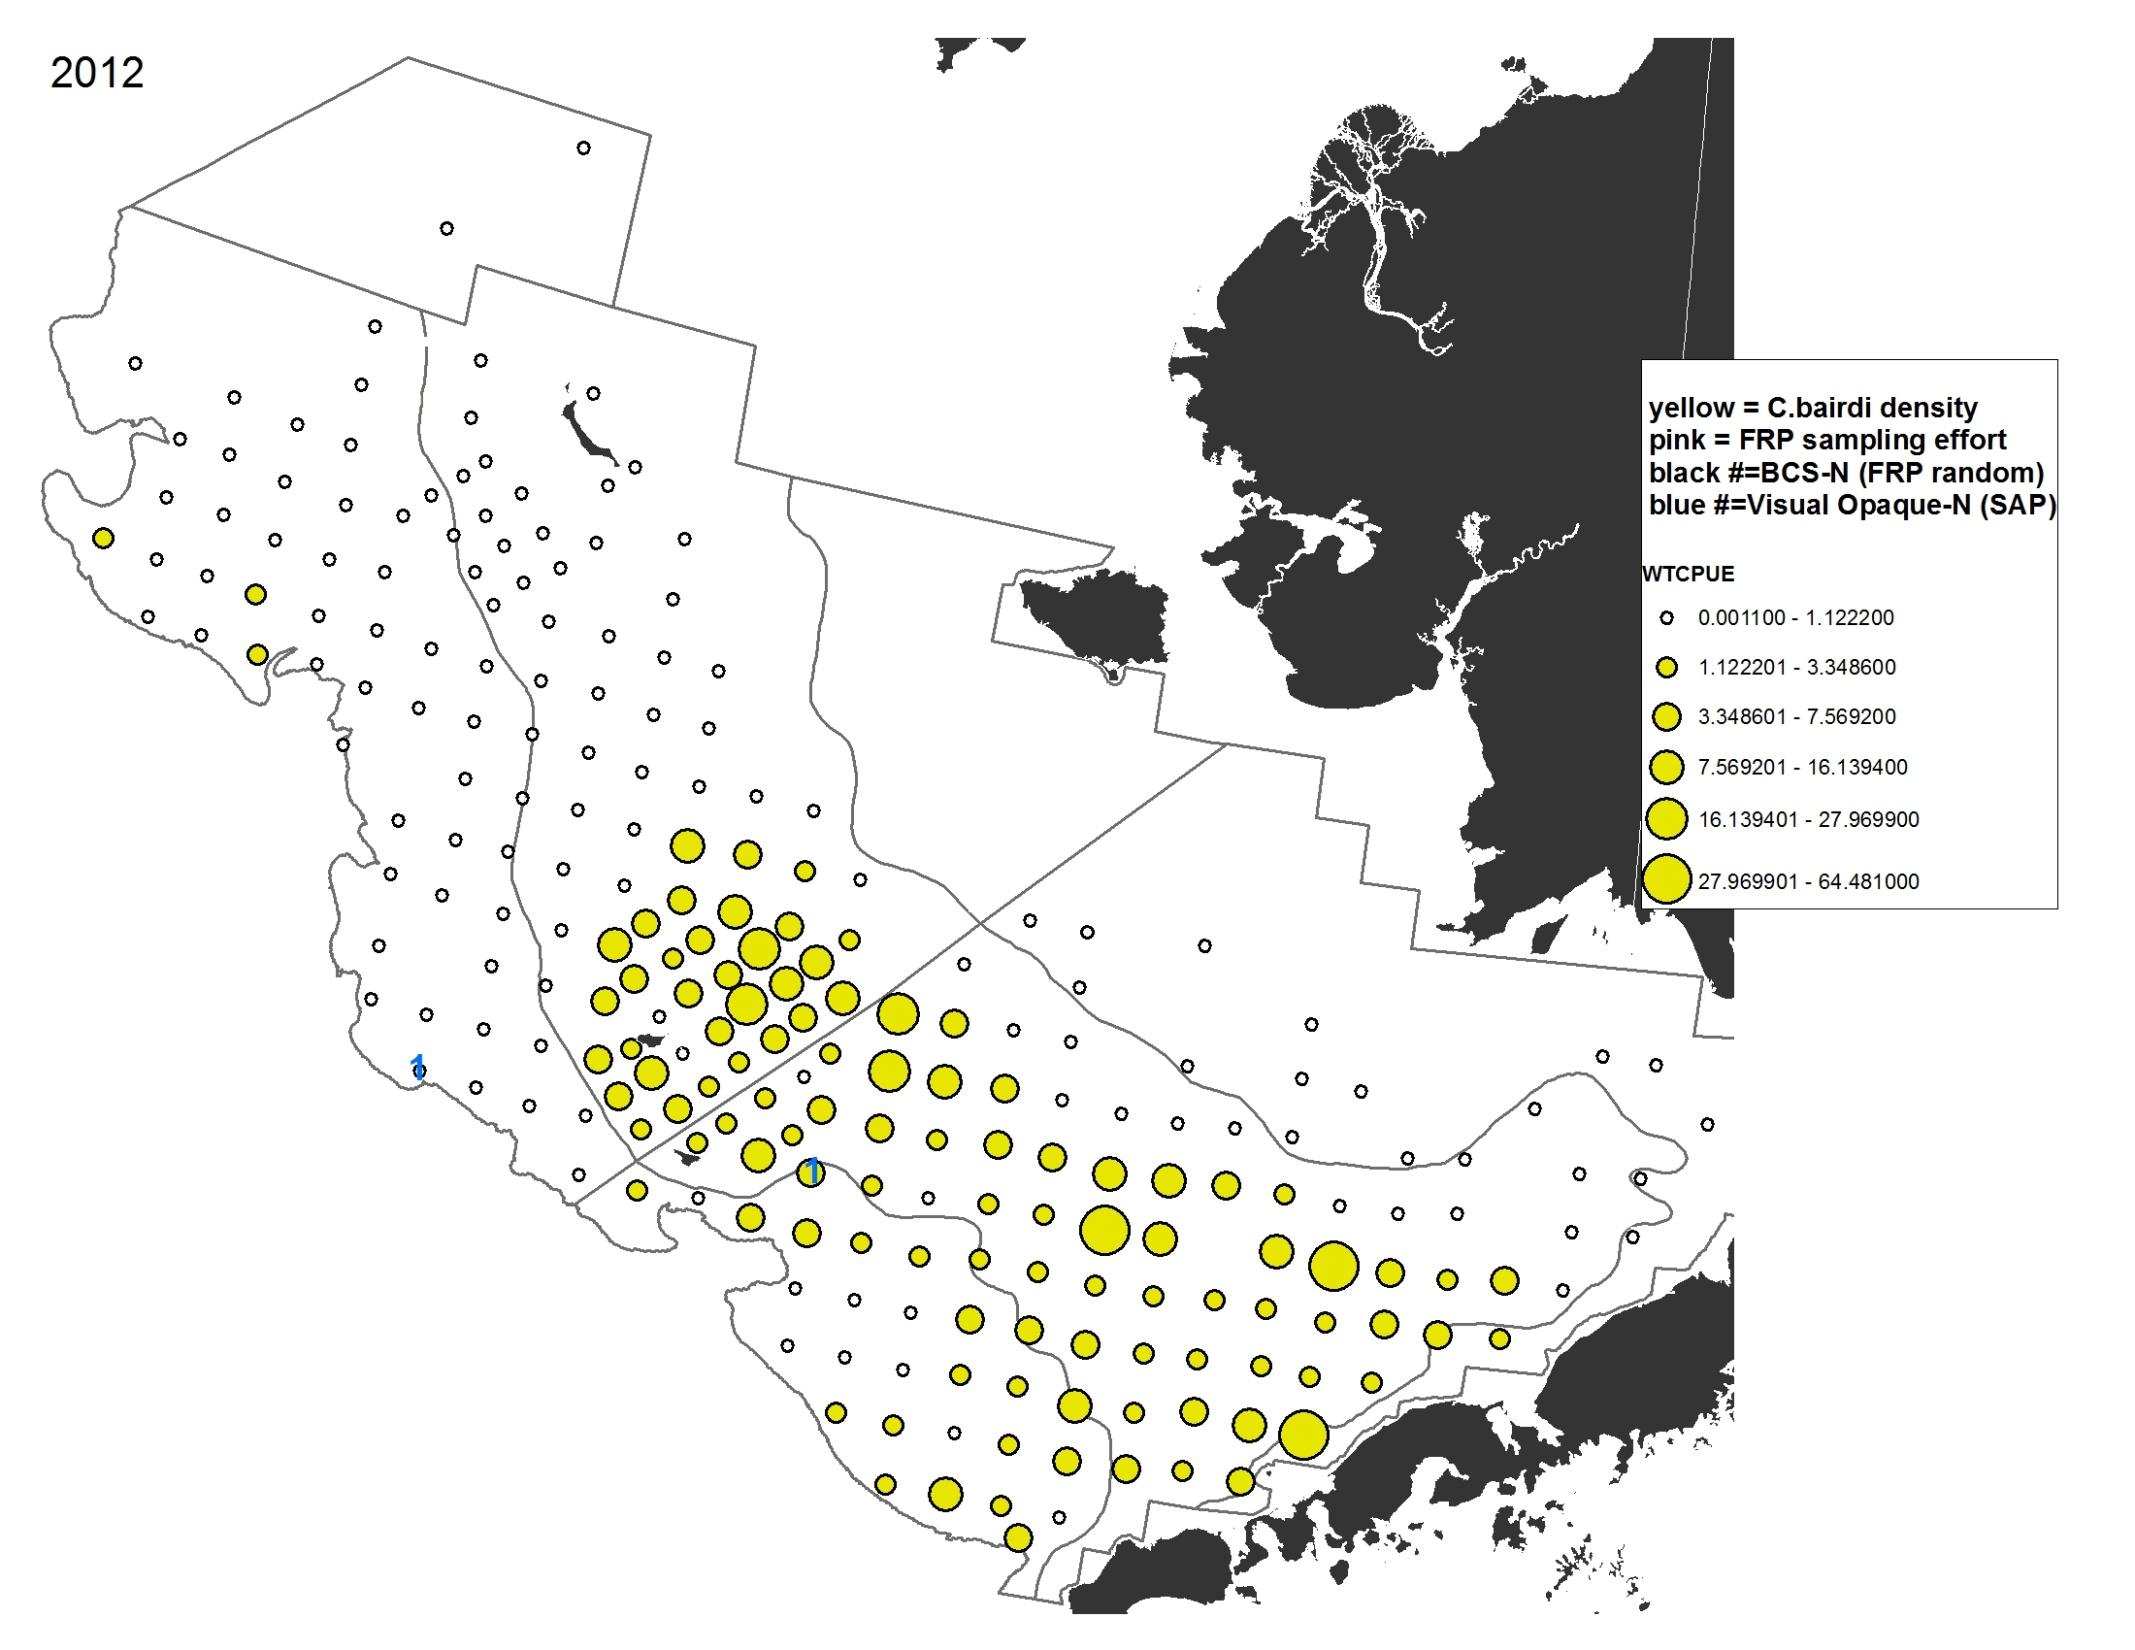 2012
yellow = C.bairdi density
pink = FRP sampling effort
black #=BCS-N (FRP random)
blue #=Visual Opaque-N (SAP)
WTCPUE
0.001100 - 1.122200
1.122201 - 3.348600
3.348601 - 7.569200
7.569201 - 16.139400
16.139401 - 27.969900
27.969901 - 64.481000
1
1